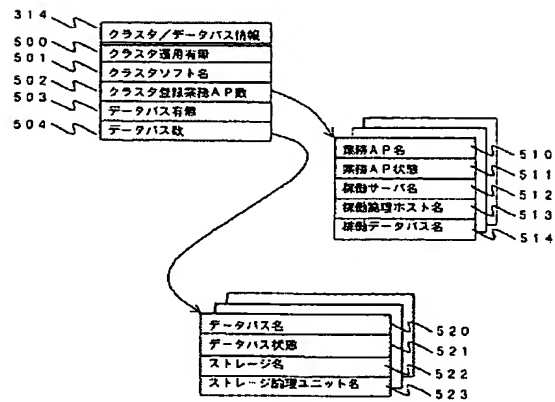 314
クラスタ／データパス情報
500
クラスタ運用有無
501
クラスタソフト名
502
クラスタ登録業務AP数
503
データパス有無
504
データパス数
業務AP名
510
業務AP状態
511
稼働サーバ名
512
稼働論理ホスト名
513
稼働データパス名
514
データパス名
520
データパス状態
521
ストレージ名
522
ストレージ論理ユニット名
523